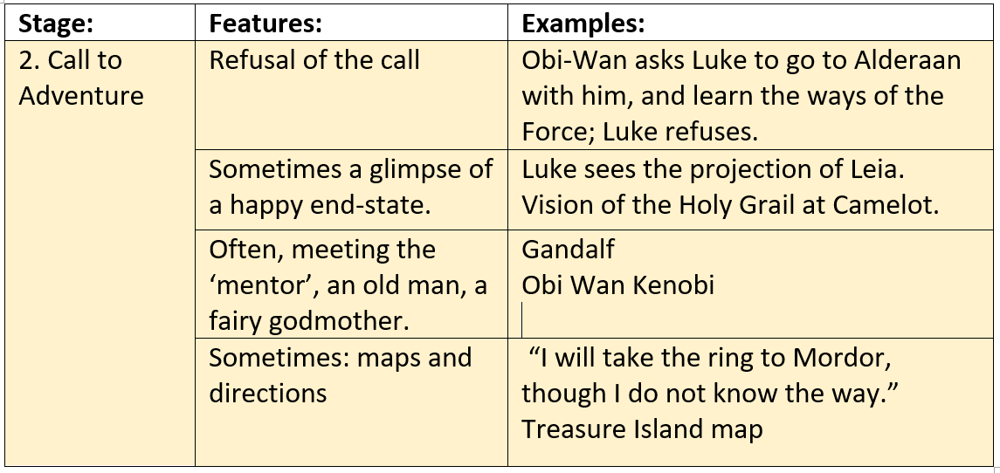 Stage:
Features:
Examples:
2. Call to
Adventure
Refusal of the call
Obi-Wan asks Luke to go to Alderaan
with him, and learn the ways of the
Force; Luke refuses.
Sometimes a glimpse of
a happy end-state.
Luke sees the projection of Leia.
Vision of the Holy Grail at Camelot.
Often, meeting the
‘mentor’, an old man, a
fairy godmother.
Gandalf
Obi Wan Kenobi
Sometimes: maps and
directions
“I will take the ring to Mordor,
though I do not know the way.”
Treasure Island map